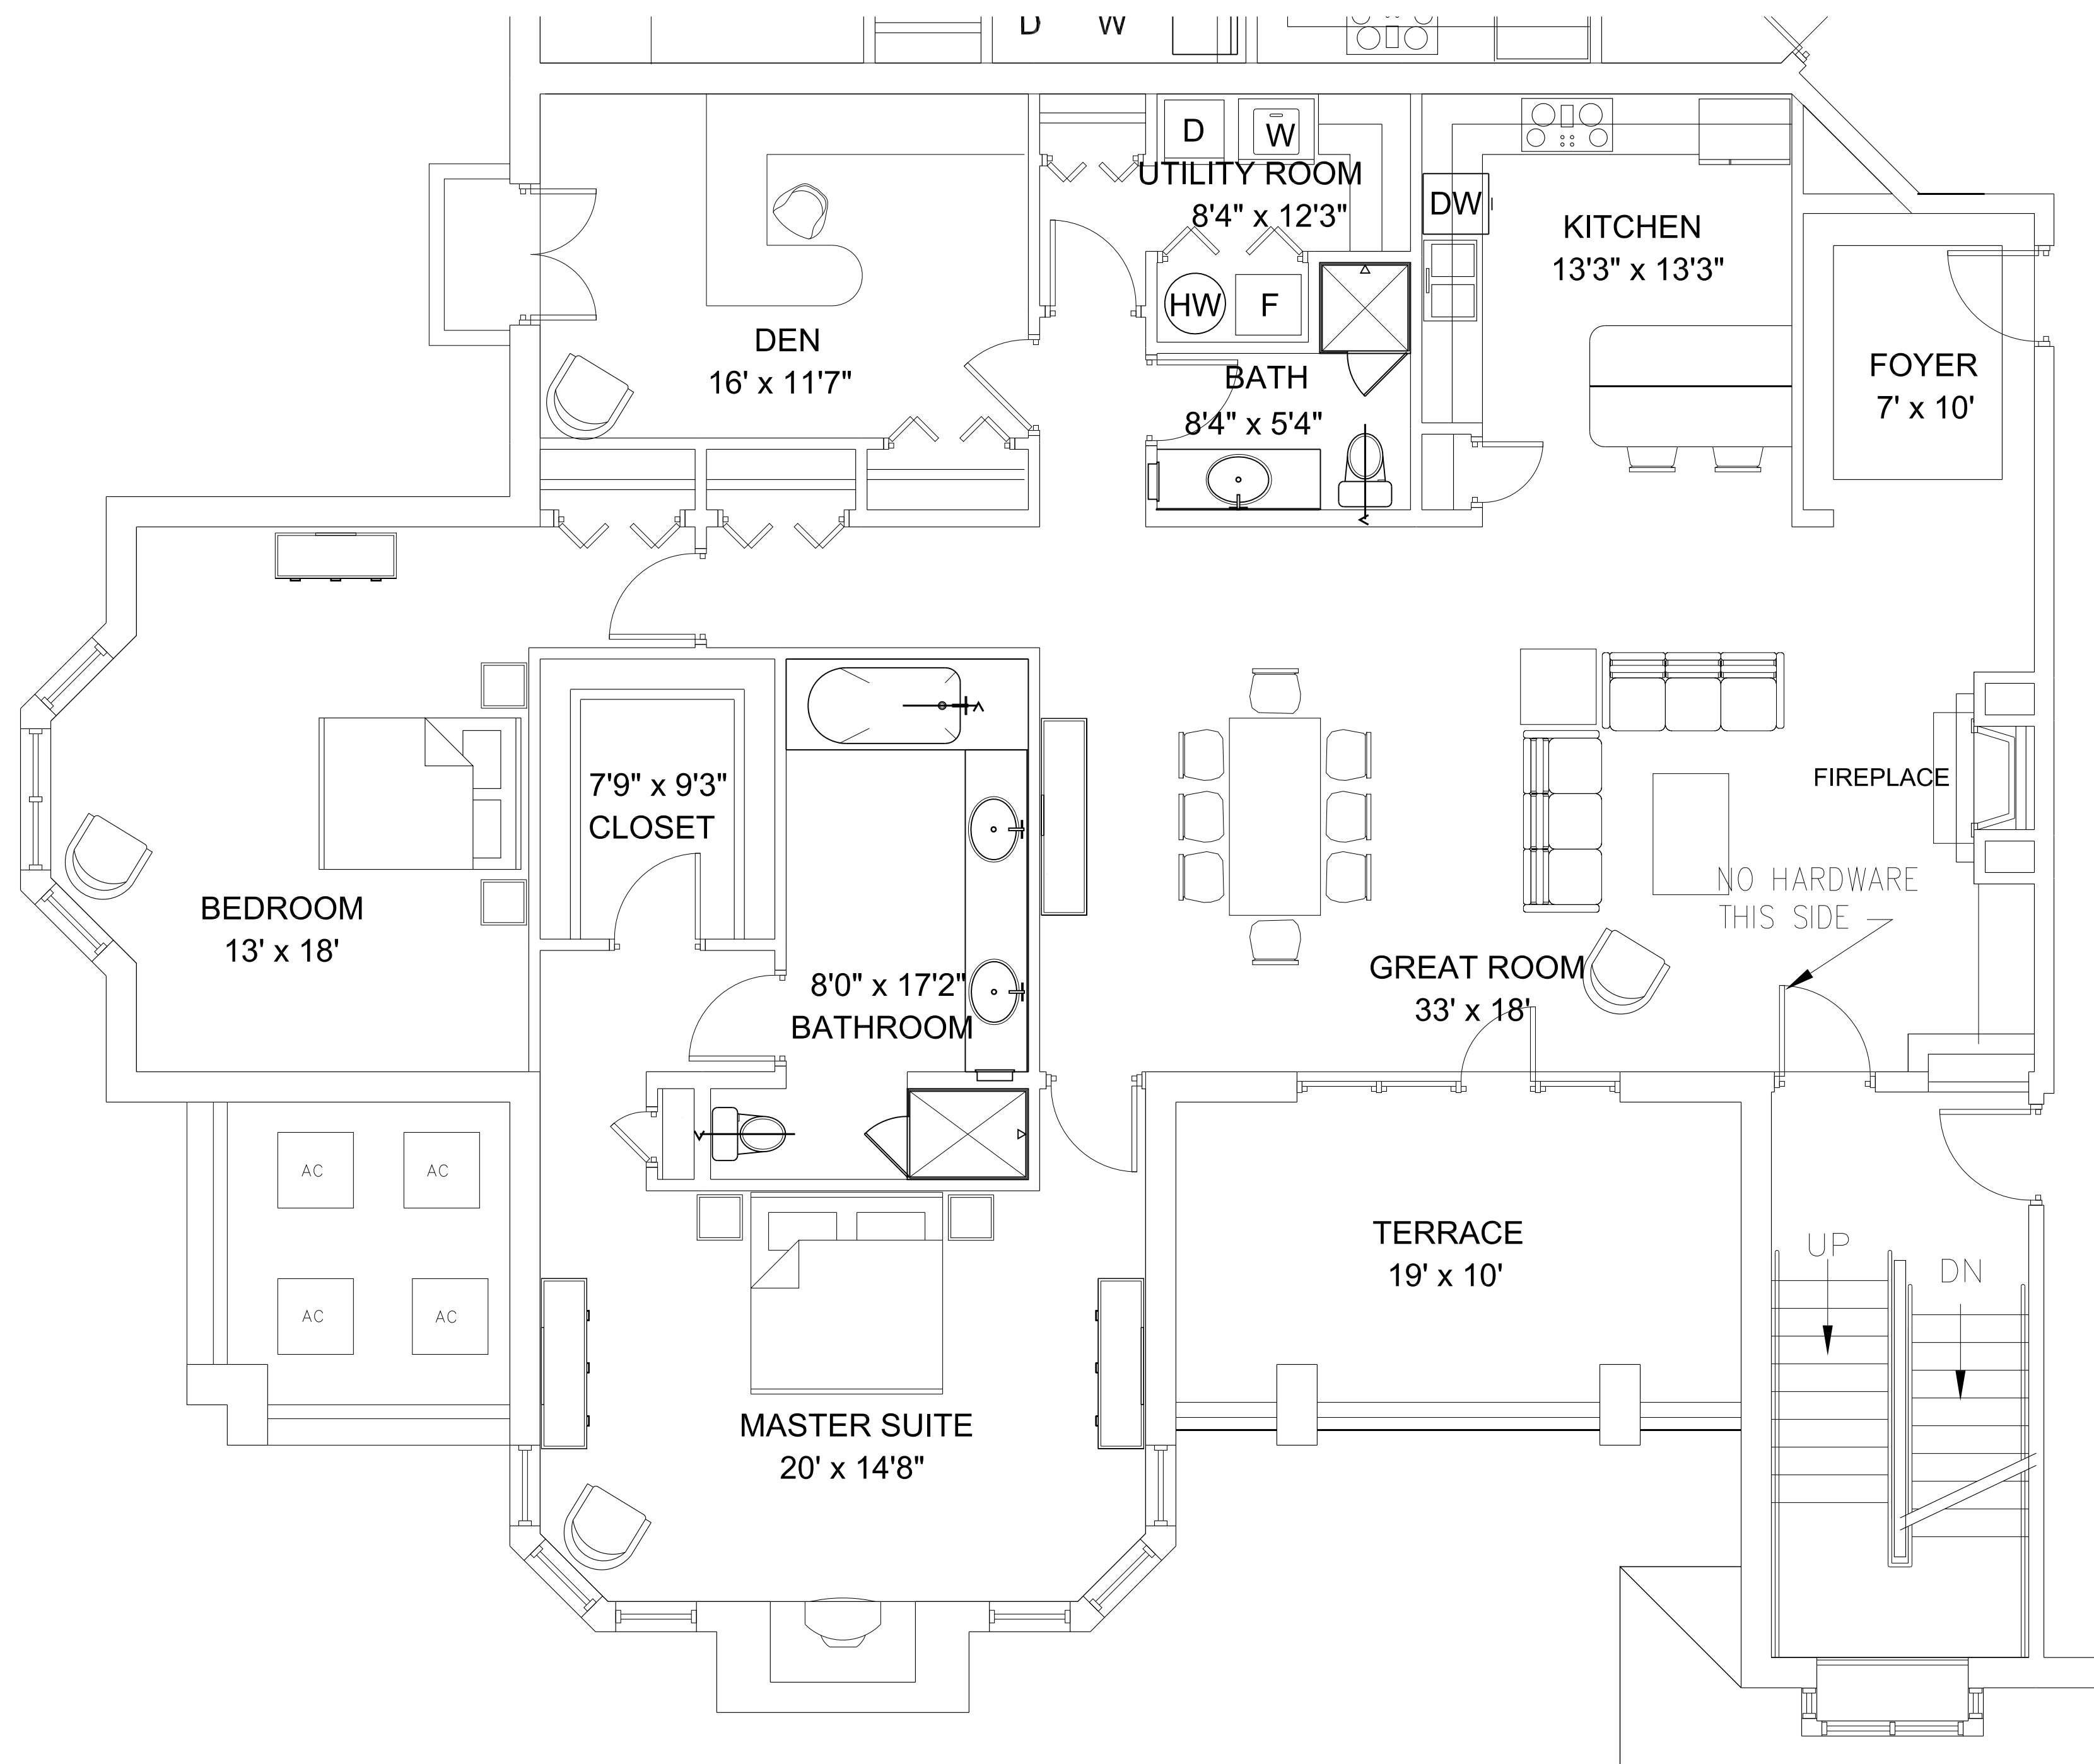 D W
D
W
UTILITY ROOM
8'4" x 12'3"
DW
KITCHEN
13'3" x 13'3"
HW
F
DEN
16' x 11'7"
BATH
8'4" x 5'4"
FOYER
7' x 10'
7'9" x 9'3"
CLOSET
FIREPLACE
BEDROOM
13' x 18'
NO HARDWARE
THIS SIDE
8'0" x 17'2"
BATHROOM
GREAT ROOM
33' x 18'
AC
AC
AC
AC
TERRACE
19' x 10'
UP
DN
MASTER SUITE
20' x 14'8"